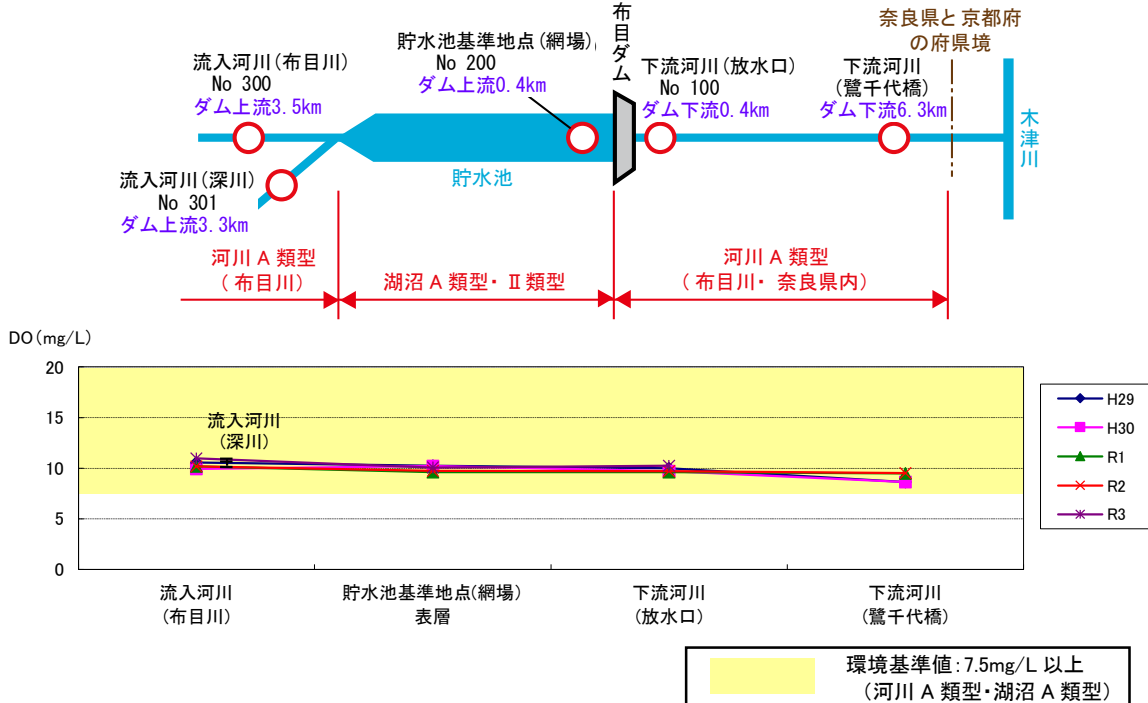 流入河川(布目川)
No 300
ダム上流3.5km
貯水池基準地点(網場)
No 200
ダム上流0.4km
布目ダム
下流河川(放水口)
No 100
ダム下流0.4km
下流河川
(鷺千代橋)
ダム下流6.3km
奈良県と京都府
の府県境
木津川
流入河川(深川)
No 301
ダム上流3.3km
貯水池
河川 A 類型
(布目川)
湖沼 A 類型・Ⅱ類型
河川 A 類型
(布目川・奈良県内)
DO(mg/L)
20
15
10
5
0
流入河川
(深川)
H29
H30
R1
R2
R3
流入河川
(布目川)
貯水池基準地点(網場)
表層
下流河川
(放水口)
下流河川
(鷺千代橋)
環境基準値:7.5mg/L 以上
(河川 A 類型・湖沼 A 類型)